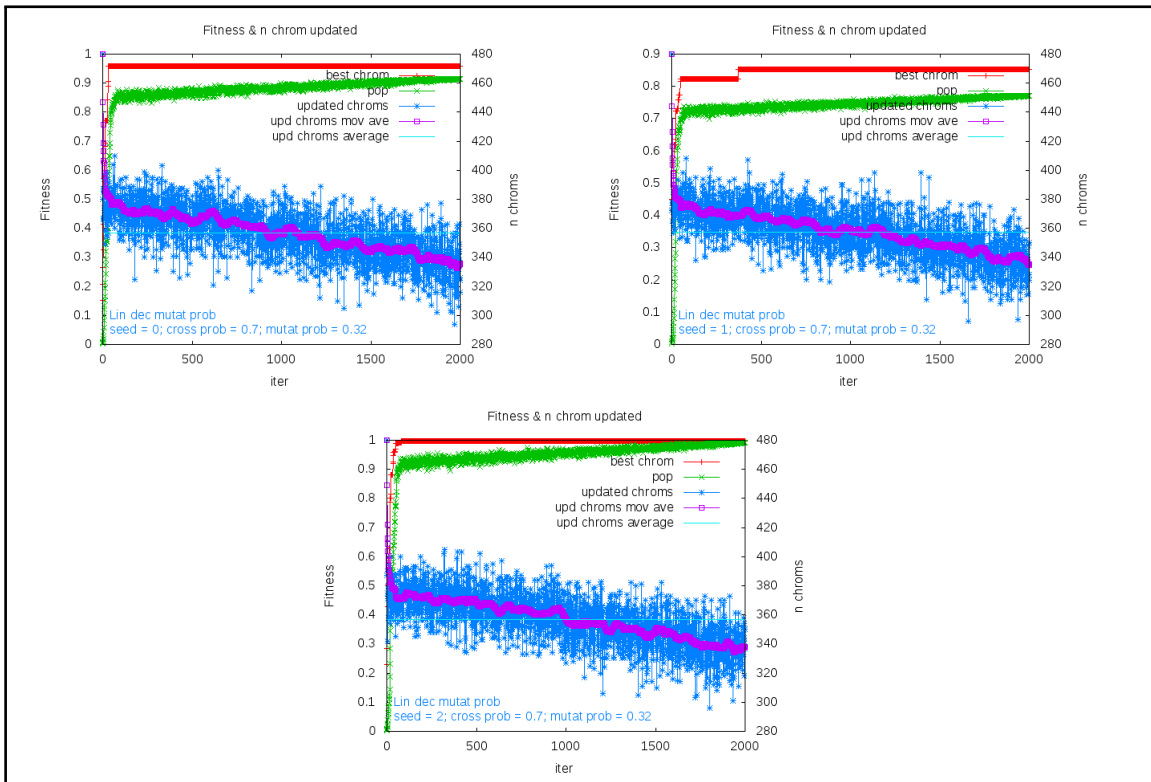 Fitness & n chrom updated
1
0.9
0.8
0.7
0.6
0.5
0.4
0.3
0.2
0.1
0
Fitness
best chrom
pop
updated chroms
upd chroms mov ave
upd chroms average
480
460
440
420
400
380
360
340
320
300
280
n chroms
Lin dec mutat prob
seed = 0; cross prob = 0.7; mutat prob = 0.32
0 500 1000 1500 2000
iter
Fitness & n chrom updated
0.9
0.8
0.7
0.6
0.5
0.4
0.3
0.2
0.1
0
Fitness
best chrom
pop
updated chroms
upd chroms mov ave
upd chroms average
480
460
440
420
400
380
360
340
320
300
280
n chroms
Lin dec mutat prob
seed = 1; cross prob = 0.7; mutat prob = 0.32
0 500 1000 1500 2000
iter
Fitness & n chrom updated
1
0.9
0.8
0.7
0.6
0.5
0.4
0.3
0.2
0.1
0
Fitness
best chrom
pop
updated chroms
upd chroms mov ave
upd chroms average
480
460
440
420
400
380
360
340
320
300
280
n chroms
Lin dec mutat prob
seed = 2; cross prob = 0.7; mutat prob = 0.32
0 500 1000 1500 2000
iter